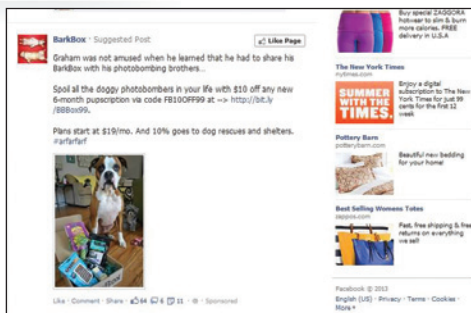 BarkBox · Suggested Post
Like Page
Graham was not amused when he learned that he had to share his
BarkBox with his photobombing brothers...
Spoil all the doggy photobombers in your life with $10 off any new
6-month pupscription via code FB10OFF99 at --> http://bit.ly
/BBBox99.
Plans start at $19/mo. And 10% goes to dog rescues and shelters.
#arfarfarf
Like · Comment · Share · 64 6 11 · Sponsored
Buy special ZAGGORA
hotwear to slim & burn
more calories. FREE
delivery in U.S.A
The New York Times
nytimes.com
SUMMER
WITH THE
TIMES.
Enjoy a digital
subscription to The New
York Times for just 99
cents for the first 12
week
Pottery Barn
potterybarn.com
Beautiful new bedding
for your home!
Best Selling Womens Totes
zappos.com
Fast, free shipping & free
returns on everything
we sell!
Facebook © 2013
English (US) · Privacy · Terms · Cookies ·
More